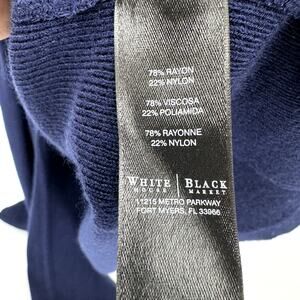 78% RAYON
22% NYLON
78% VISCOSA
22% POLIAMIDA
78% RAYONNE
22% NYLON
WHITE | BLACK
HOUSE | MARKET
11215 METRO PARKWAY
FORT MYERS, FL 33966